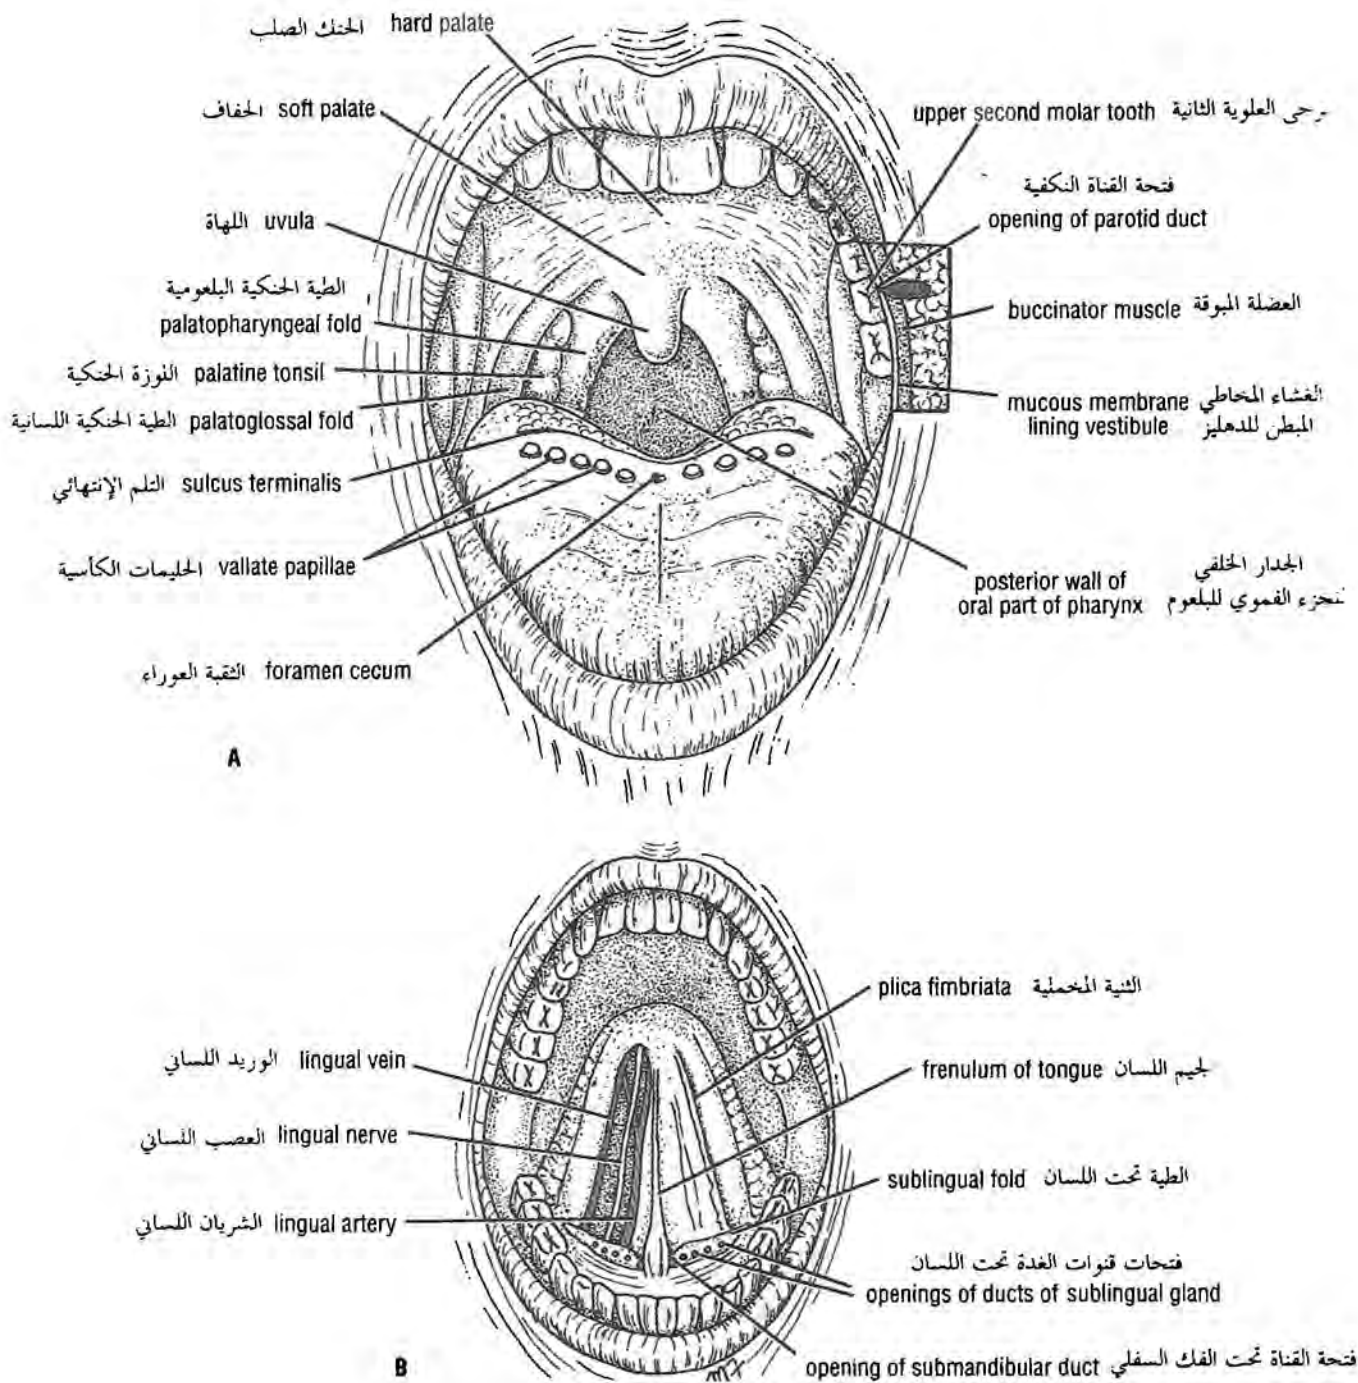 الحنك الصلب hard palate
الحفاف soft palate
اللهاة uvula
الطية الحنكية البلعومية
palatopharyngeal fold
اللوزة الحنكية palatine tonsil
الطية الحنكية اللسانية palatoglossal fold
التلم الإنتهائي sulcus terminalis
الحليمات الكأسية vallate papillae
الثقبة العوراء foramen cecum
upper second molar tooth العلوية الثانية
فتحة القناة النكفية
opening of parotid duct
buccinator muscle العضلة المبوقة
mucous membrane الغشاء المخاطي
lining vestibule المبطن للدهليز
الجدار الخلفي
posterior wall of
oral part of pharynx الفموي للبلعوم
A
الوريد اللساني lingual vein
العصب اللساني lingual nerve
الشريان اللساني lingual artery
plica fimbriata الثنية المخملية
frenulum of tongue لجيم اللسان
sublingual fold الطية تحت اللسان
فتحات قنوات الغدة تحت اللسان
openings of ducts of sublingual gland
opening of submandibular duct فتحة القناة تحت الفك السفلي
B